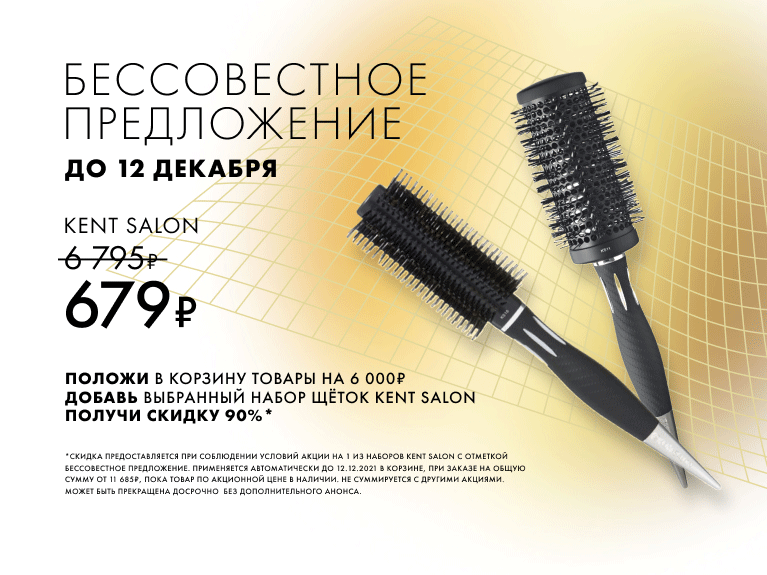 БЕССОВЕСТНОЕ
ПРЕДЛОЖЕНИЕ
ДО 12 ДЕКАБРЯ
KENT SALON
6 795₽
679₽
ПОЛОЖИ В КОРЗИНУ ТОВАРЫ НА 6 000₽
ДОБАВЬ ВЫБРАННЫЙ НАБОР ЩЁТОК KENT SALON
ПОЛУЧИ СКИДКУ 90%*
*СКИДКА ПРЕДОСТАВЛЯЕТСЯ ПРИ СОБЛЮДЕНИИ УСЛОВИЙ АКЦИИ НА 1 ИЗ НАБОРОВ KENT SALON С ОТМЕТКОЙ
БЕССОВЕСТНОЕ ПРЕДЛОЖЕНИЕ. ПРИМЕНЯЕТСЯ АВТОМАТИЧЕСКИ ДО 12.12.2021 В КОРЗИНЕ, ПРИ ЗАКАЗЕ НА ОБЩУЮ
СУММУ ОТ 11 685₽, ПОКА ТОВАР ПО АКЦИОННОЙ ЦЕНЕ В НАЛИЧИИ. НЕ СУММИРУЕТСЯ С ДРУГИМИ АКЦИЯМИ.
МОЖЕТ БЫТЬ ПРЕКРАЩЕНА ДОСРОЧНО БЕЗ ДОПОЛНИТЕЛЬНОГО АНОНСА.